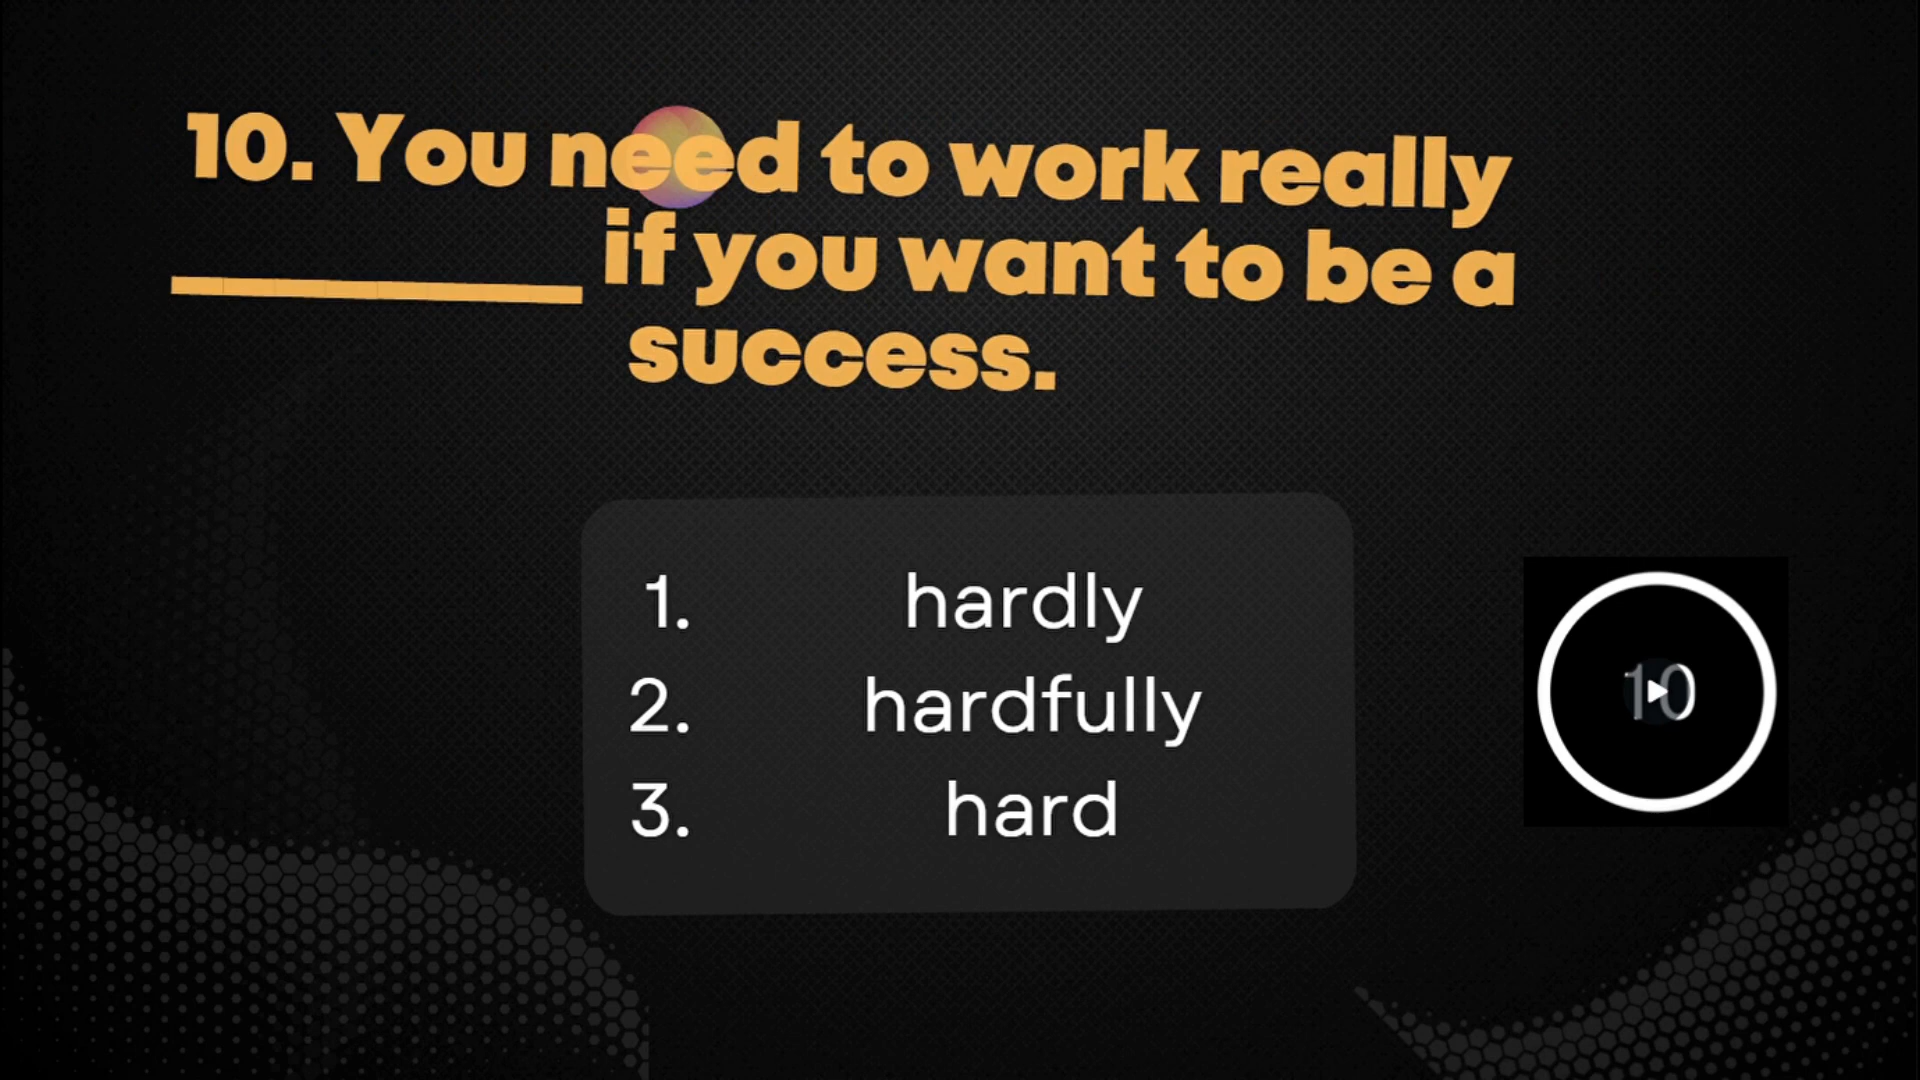 10. You need to work really
________ if you want to be a
success.
1. hardly
2. hardfully
3. hard
10